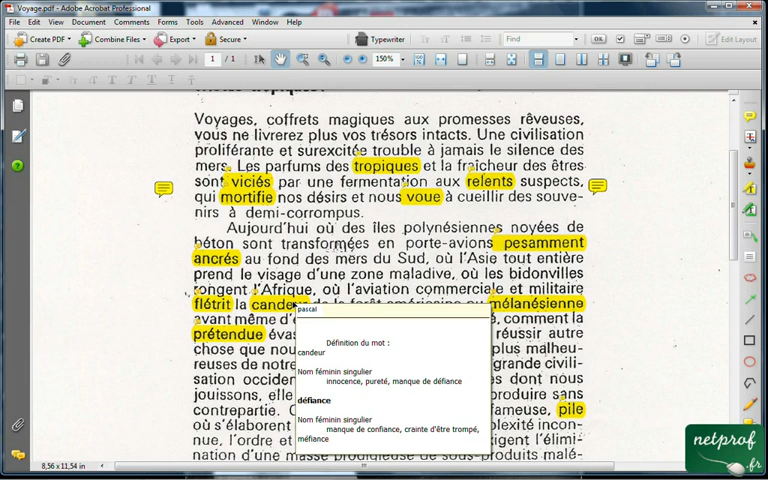 Voyage.pdf - Adobe Acrobat Professional
File Edit View Document Comments Forms Tools Advanced Window Help
Create PDF Combine Files Export Secure Typewriter Find Edit Layout
1 / 1 150%
Voyages, coffrets magiques aux promesses rêveuses,
vous ne livrerez plus vos trésors intacts. Une civilisation
proliférante et surexcitée trouble à jamais le silence des
mers. Les parfums des tropiques et la fraîcheur des êtres
sont viciés par une fermentation aux relents suspects,
qui mortifie nos désirs et nous voue à cueillir des souve-
nirs à demi-corrompus.
Aujourd'hui où des îles polynésiennes noyées de
béton sont transformées en porte-avions pesamment
ancrés au fond des mers du Sud, où l'Asie tout entière
prend le visage d'une zone maladive, où les bidonvilles
rongent l'Afrique, où l'aviation commerciale et militaire
flétrit la candeur de la forêt américaine ou mélanésienne
avant même d' comment la
prétendue réussir autre
chose que plus malheu-
reuses de notre grande civili-
sation dont nous
jouissons, elle produire sans
contrepartie. fameuse, pile
où s'élaborent incon-
nue, l'ordre et l'élimi-
nation d'une masse prodigieuse de sous-produits malé-
pascal
Définition du mot :
candeur
Nom féminin singulier
innocence, pureté, manque de défiance
défiance
Nom féminin singulier
manque de confiance, crainte d'être trompé,
méfiance
8,56 x 11,54 in
netprof
.fr